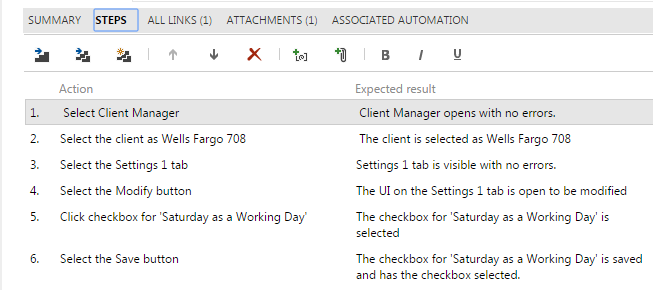 SUMMARY STEPS ALL LINKS (1) ATTACHMENTS (1) ASSOCIATED AUTOMATION
B I U
Action Expected result
1. Select Client Manager Client Manager opens with no errors.
2. Select the client as Wells Fargo 708 The client is selected as Wells Fargo 708
3. Select the Settings 1 tab Settings 1 tab is visible with no errors.
4. Select the Modify button The UI on the Settings 1 tab is open to be modified
5. Click checkbox for 'Saturday as a Working Day' The checkbox for 'Saturday as a Working Day' is
selected
6. Select the Save button The checkbox for 'Saturday as a Working Day' is saved
and has the checkbox selected.